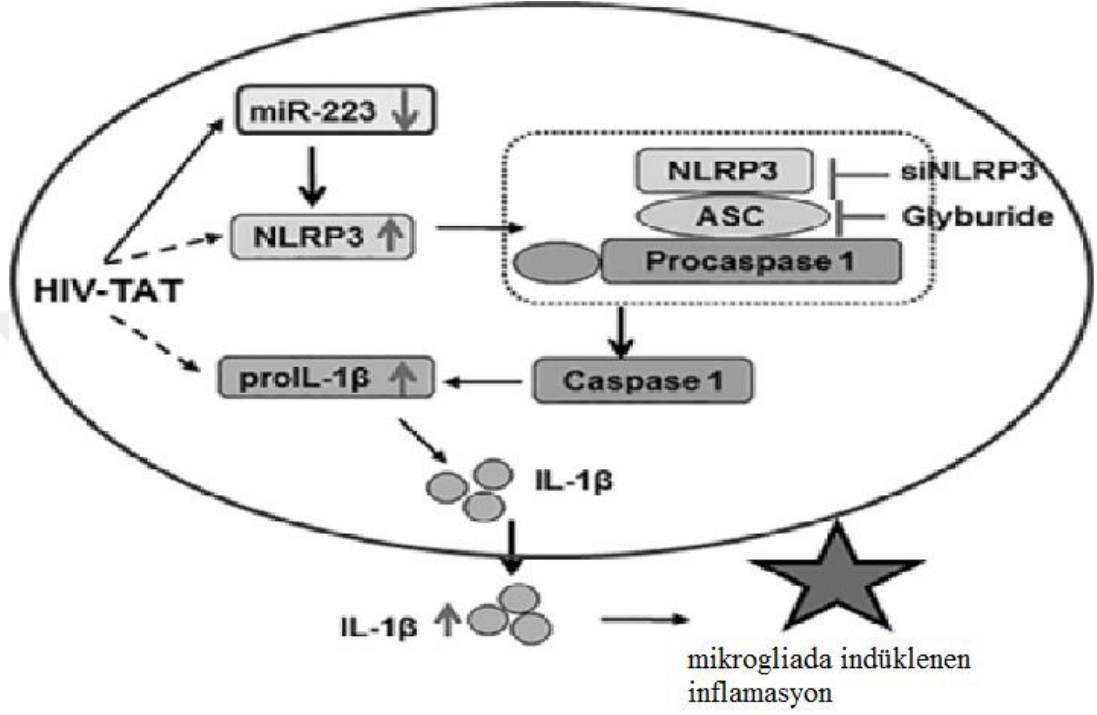 miR-223
NLRP3
siNLRP3
ASC
Glyburide
NLRP3
Procaspase 1
HIV-TAT
proIL-1β
Caspase 1
IL-1β
IL-1β
mikrogliada indüklenen
inflamasyon